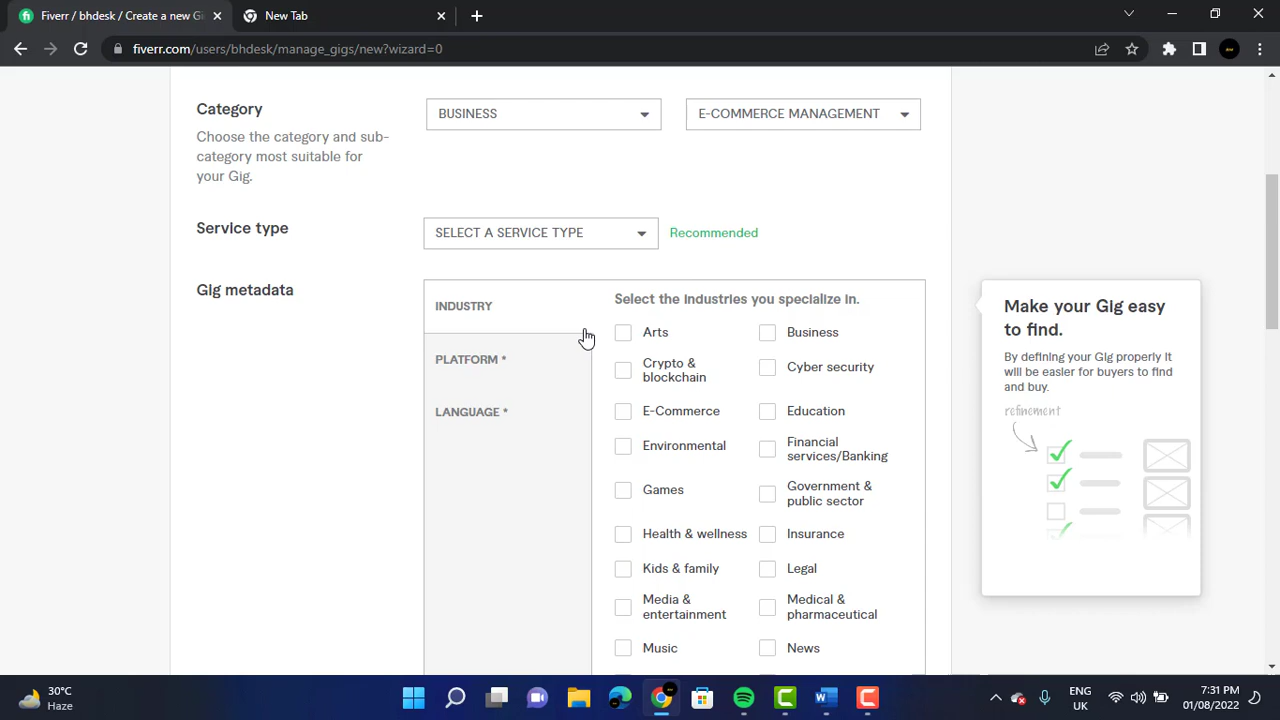 Fiverr / bhdesk / Create a new G
New Tab
fiverr.com/users/bhdesk/manage_gigs/new?wizard=0
Category
Choose the category and sub-
category most suitable for
your Gig.
BUSINESS
E-COMMERCE MANAGEMENT
Service type
SELECT A SERVICE TYPE
Recommended
Gig metadata
INDUSTRY
PLATFORM *
LANGUAGE *
Select the industries you specialize in.
Arts
Business
Crypto &
blockchain
Cyber security
E-Commerce
Education
Environmental
Financial
services/Banking
Games
Government &
public sector
Health & wellness
Insurance
Kids & family
Legal
Media &
entertainment
Medical &
pharmaceutical
Music
News
Make your Gig easy
to find.
By defining your Gig properly it
will be easier for buyers to find
and buy.
refinement
30°C
Haze
ENG
UK
7:31 PM
01/08/2022